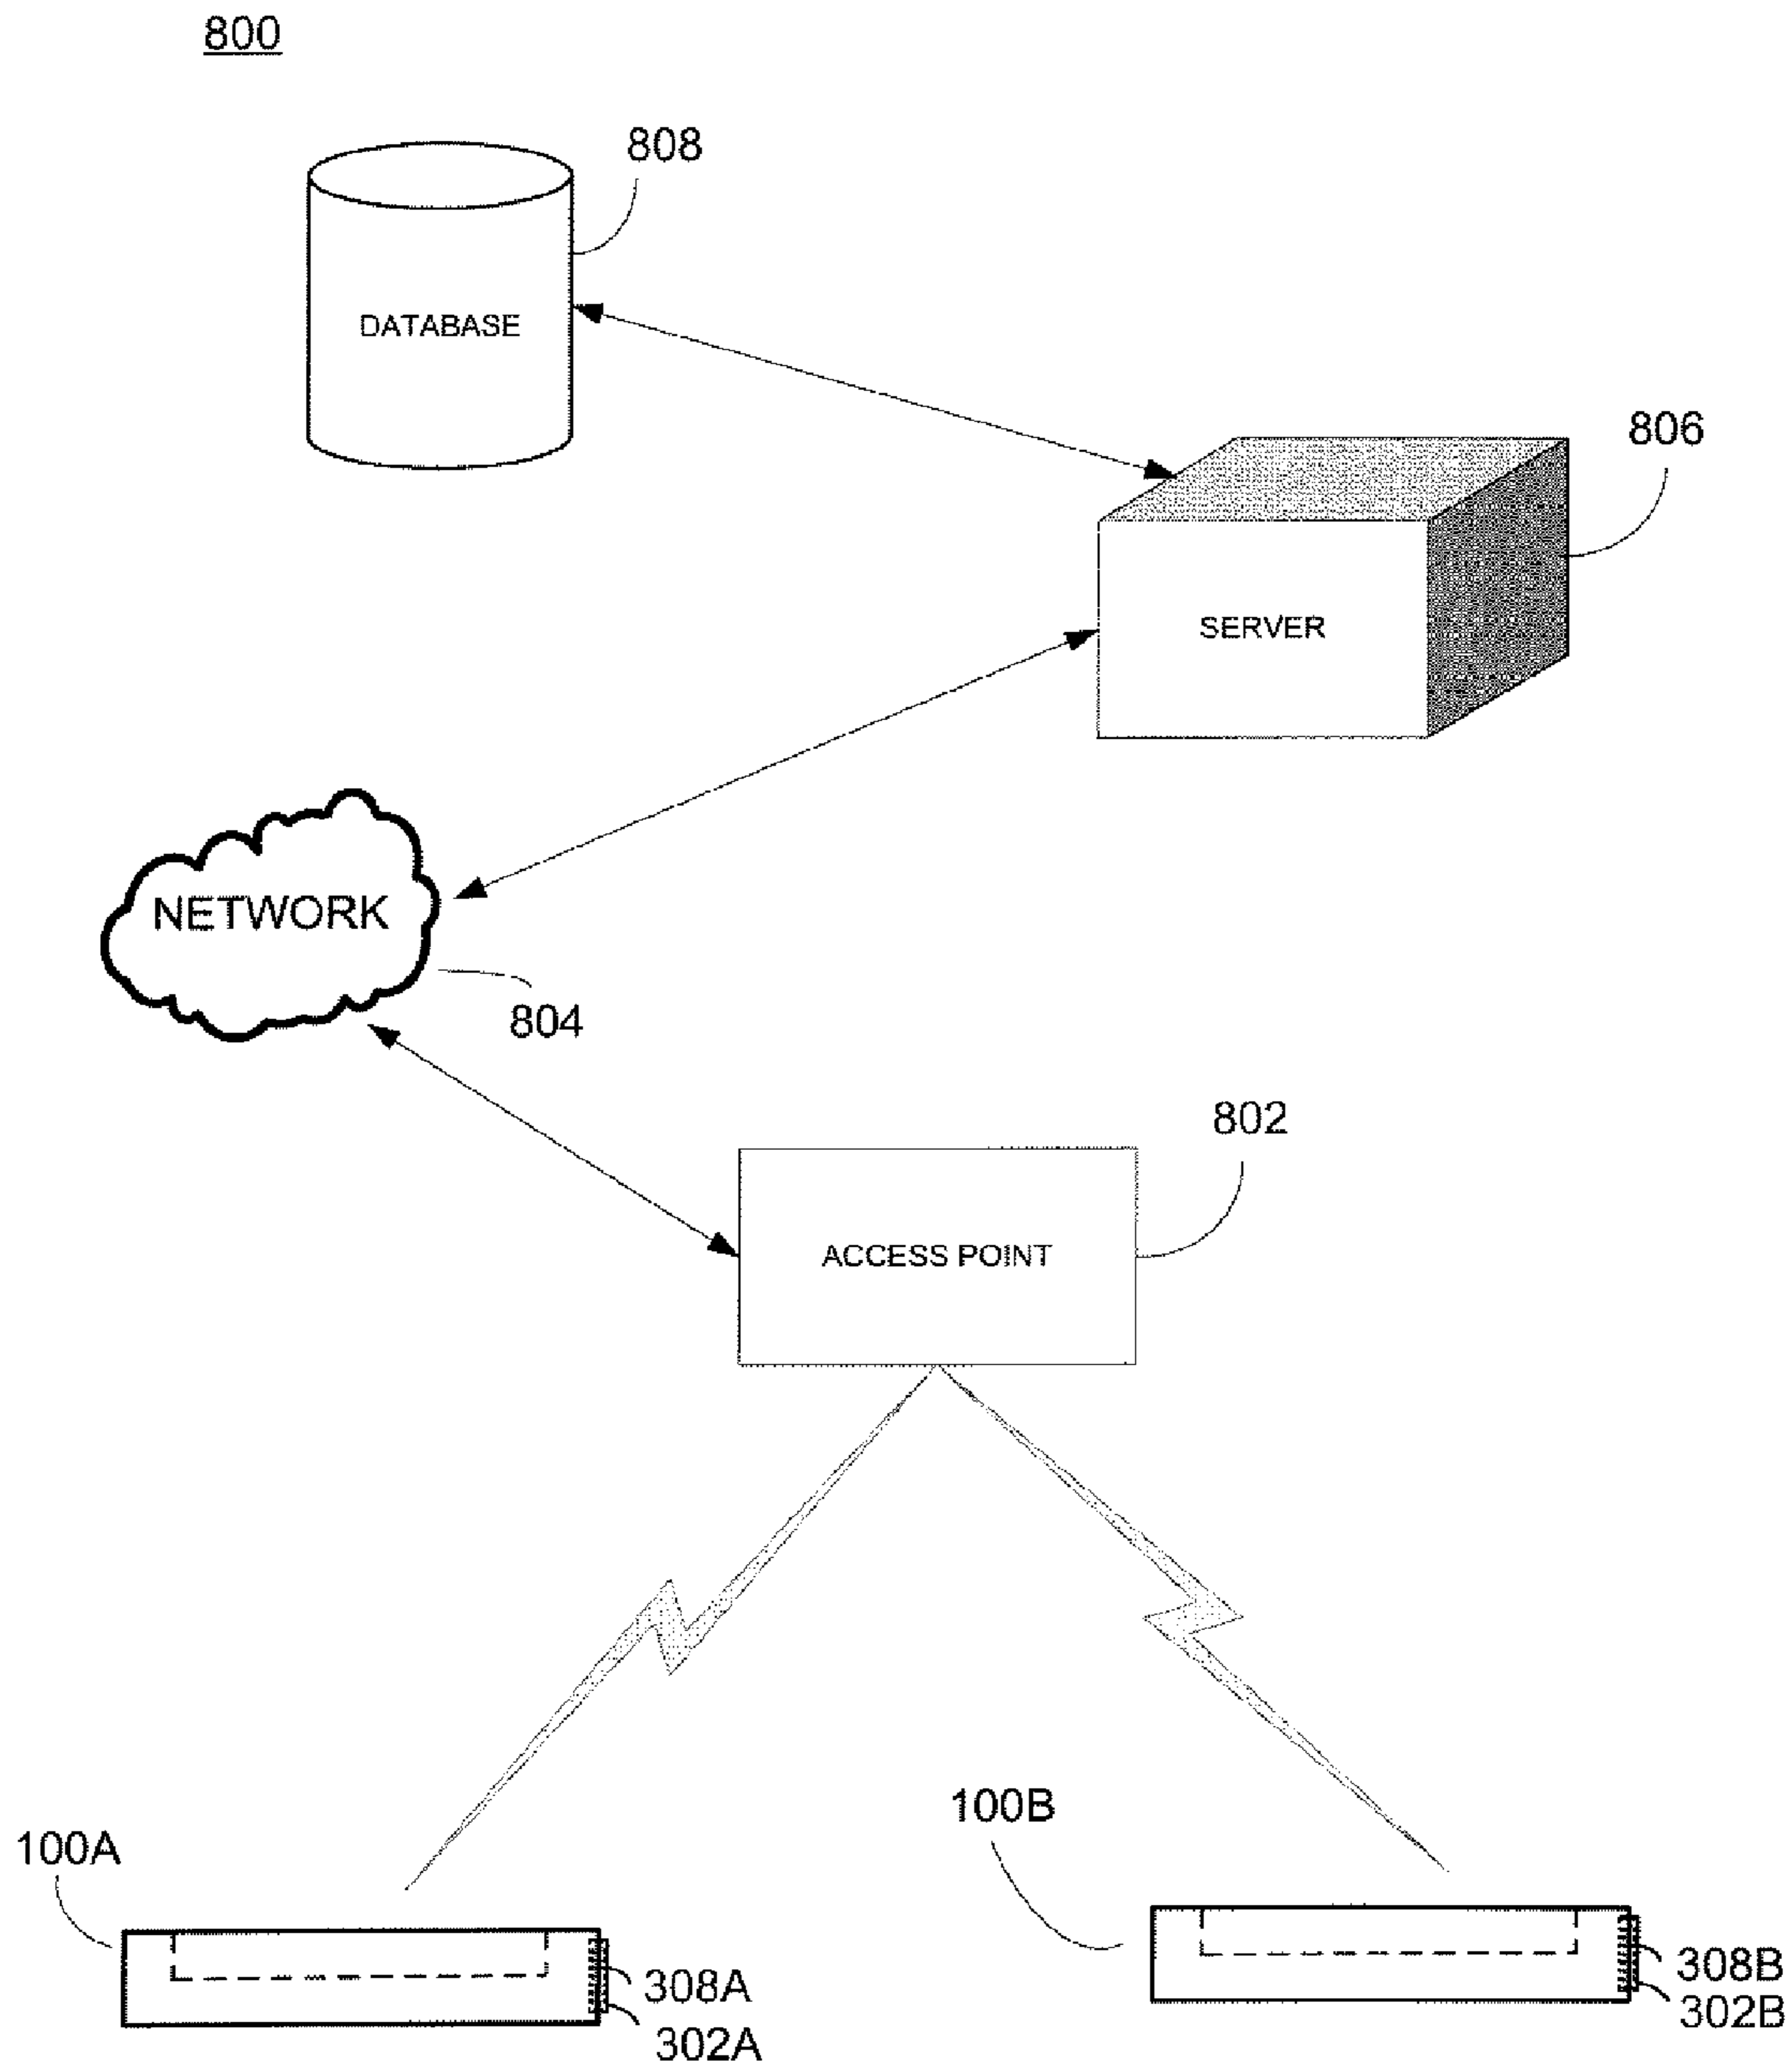 800
808
DATABASE
806
SERVER
NETWORK
804
802
ACCESS POINT
100B
100A
308B
308A
302B
302A